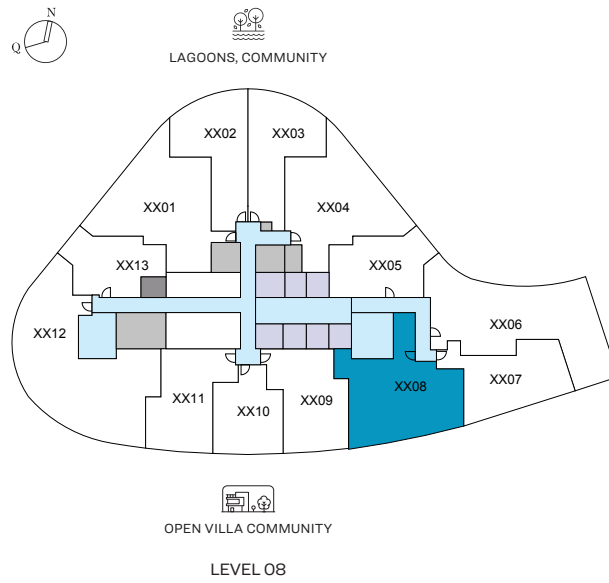 N
Q
LAGOONS, COMMUNITY
XX02
XX03
XX01
XX04
XX13
XX05
XX12
XX06
XX11
XX10
XX09
XX08
XX07
OPEN VILLA COMMUNITY
LEVEL 08